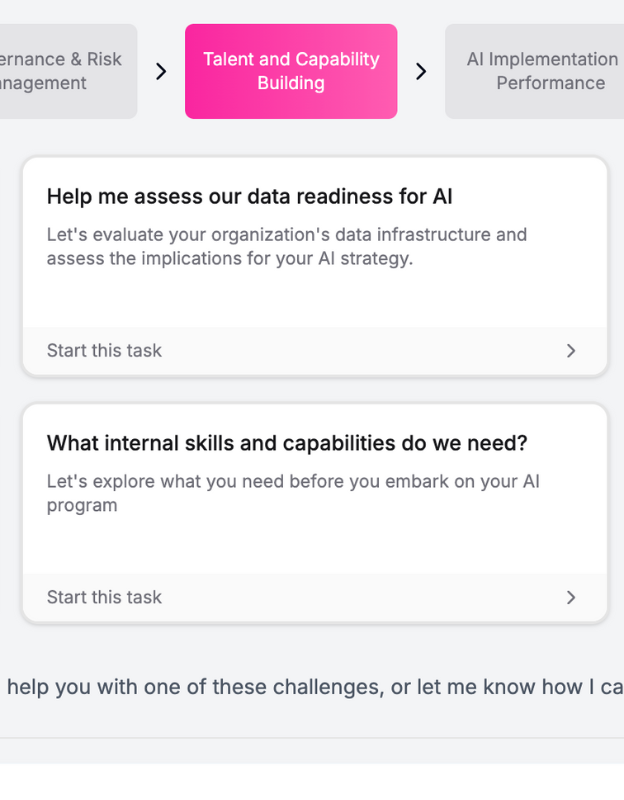 ernance & Risk
nagement
Talent and Capability
Building
AI Implementation
Performance
Help me assess our data readiness for AI
Let's evaluate your organization's data infrastructure and
assess the implications for your AI strategy.
Start this task
What internal skills and capabilities do we need?
Let's explore what you need before you embark on your AI
program
Start this task
help you with one of these challenges, or let me know how I ca